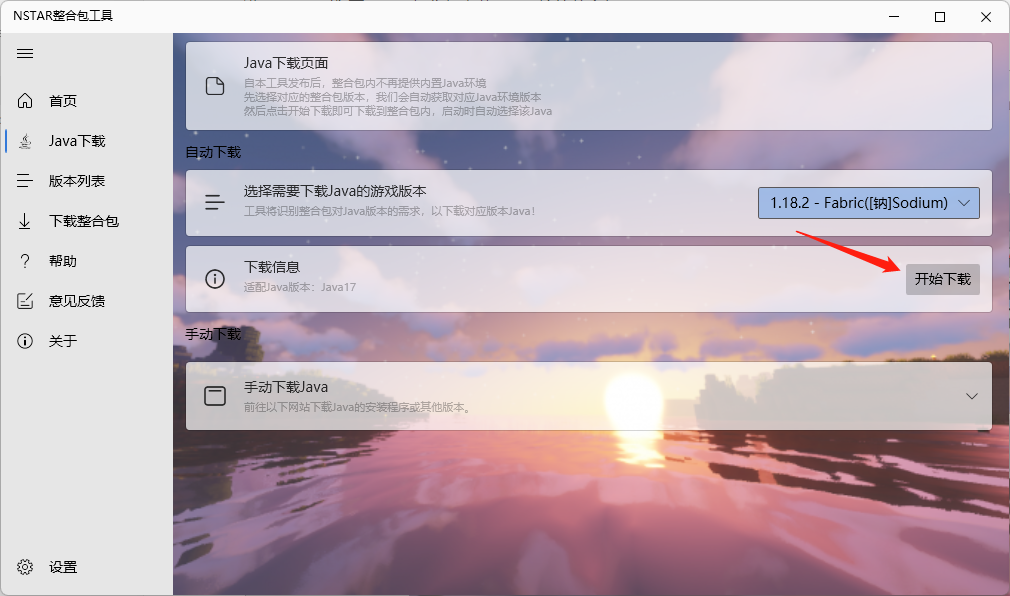 NSTAR整合包工具
首页
Java下载
版本列表
下载整合包
帮助
意见反馈
关于
设置
Java下载页面
自本工具发布后，整合包内不再提供内置Java环境
先选择对应的整合包版本，我们会自动获取对应Java环境版本
然后点击开始下载即可下载到整合包内，启动时自动选择该Java
自动下载
选择需要下载Java的游戏版本
工具将识别整合包对Java版本的需求，以下载对应版本Java!
1.18.2 - Fabric([钠]Sodium)
下载信息
适配Java版本：Java17
开始下载
手动下载
手动下载Java
前往以下网站下载Java的安装程序或其他版本。